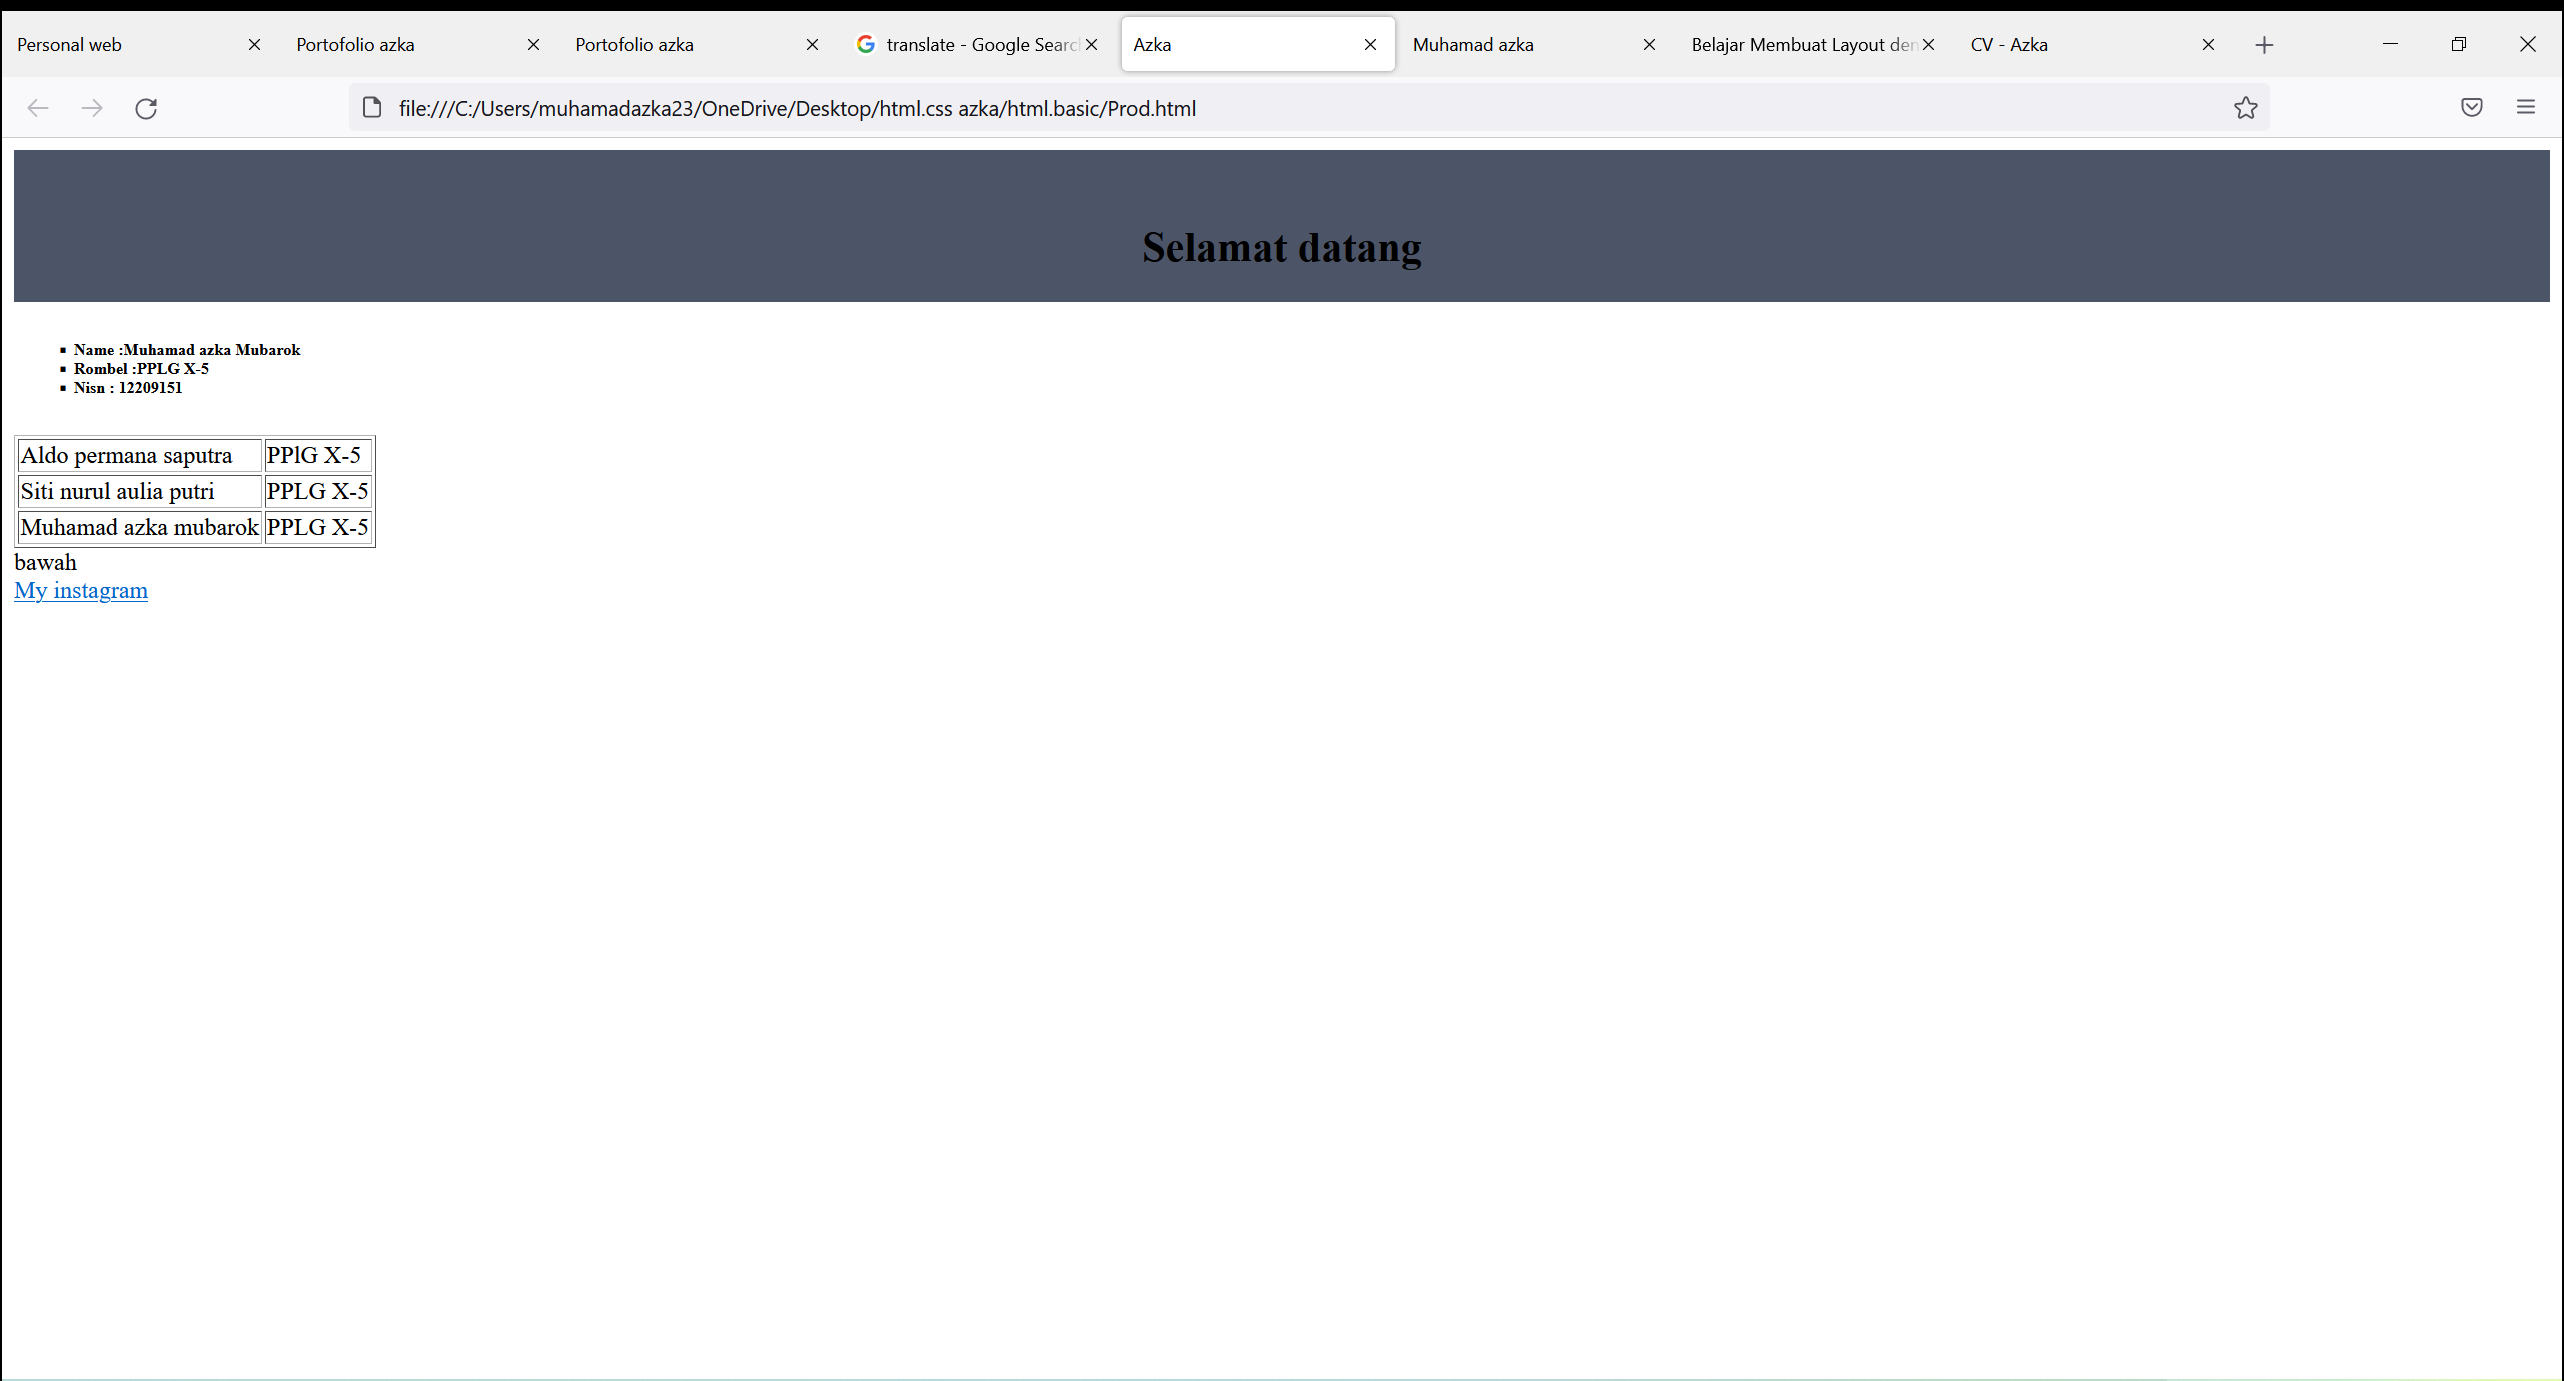 Personal web
Portofolio azka
Portofolio azka
translate - Google Searc
Azka
Muhamad azka
Belajar Membuat Layout den
CV - Azka
file:///C:/Users/muhamadazka23/OneDrive/Desktop/html.css azka/html.basic/Prod.html
Selamat datang
Name :Muhamad azka Mubarok
Rombel :PPLG X-5
Nisn : 12209151
Aldo permana saputra PPlG X-5
Siti nurul aulia putri PPLG X-5
Muhamad azka mubarok PPLG X-5
bawah
My instagram